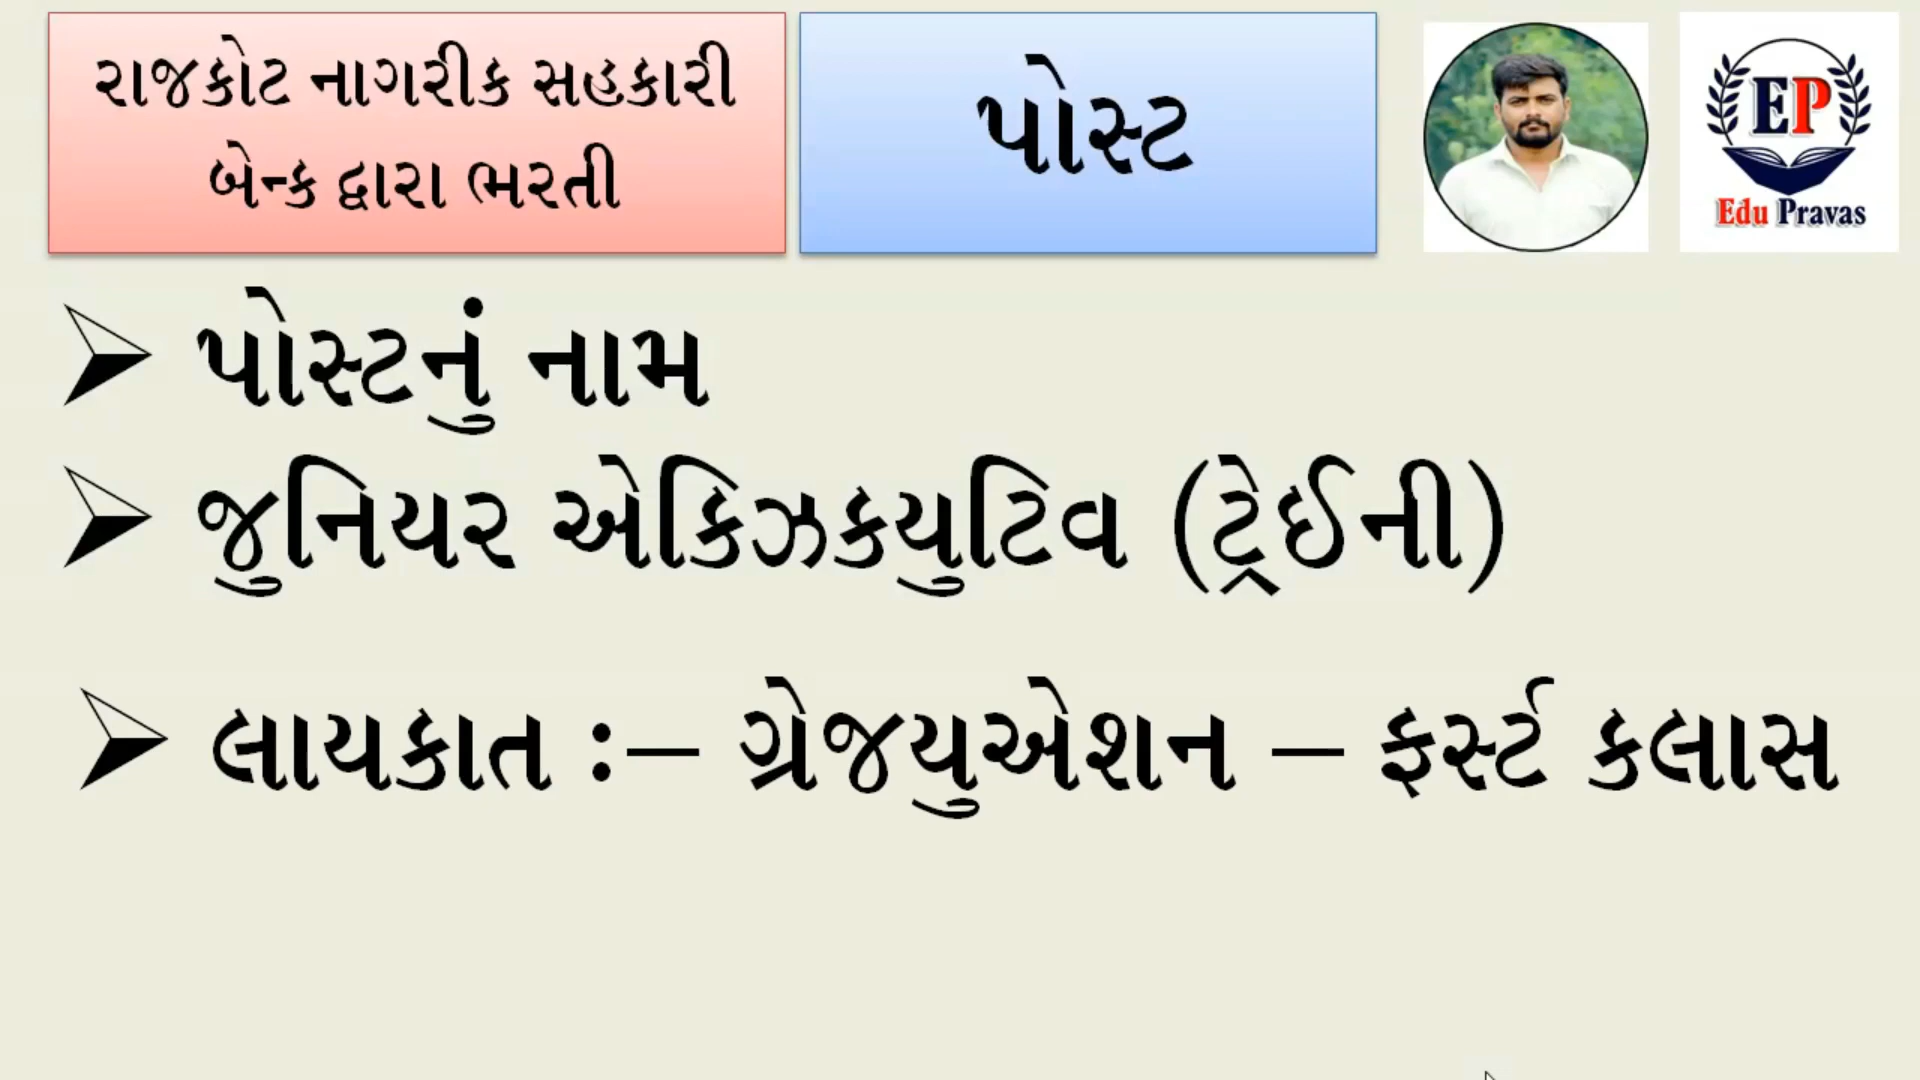 રાજકોટ નાગરીક સહકારી
બેન્ક દ્વારા ભરતી
પોસ્ટ
EP
Edu Pravas
પોસ્ટનું નામ
જુનિયર એકિઝકયુટિવ (ટ્રેઈની)
લાયકાત :– ગ્રેજયુએશન – ફર્સ્ટ કલાસ